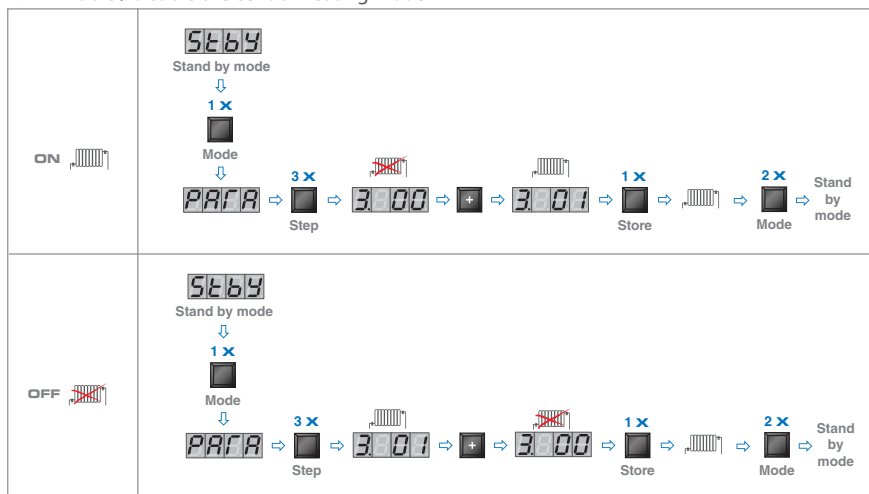 Stby
Stand by mode
1 x
Mode
ON
PARA
3 x
Step
3. 00
+
3. 01
1 x
Store
2 x
Mode
Stand
by
mode
Stby
Stand by mode
1 x
Mode
OFF
PARA
3 x
Step
3. 01
+
3. 00
1 x
Store
2 x
Mode
Stand
by
mode